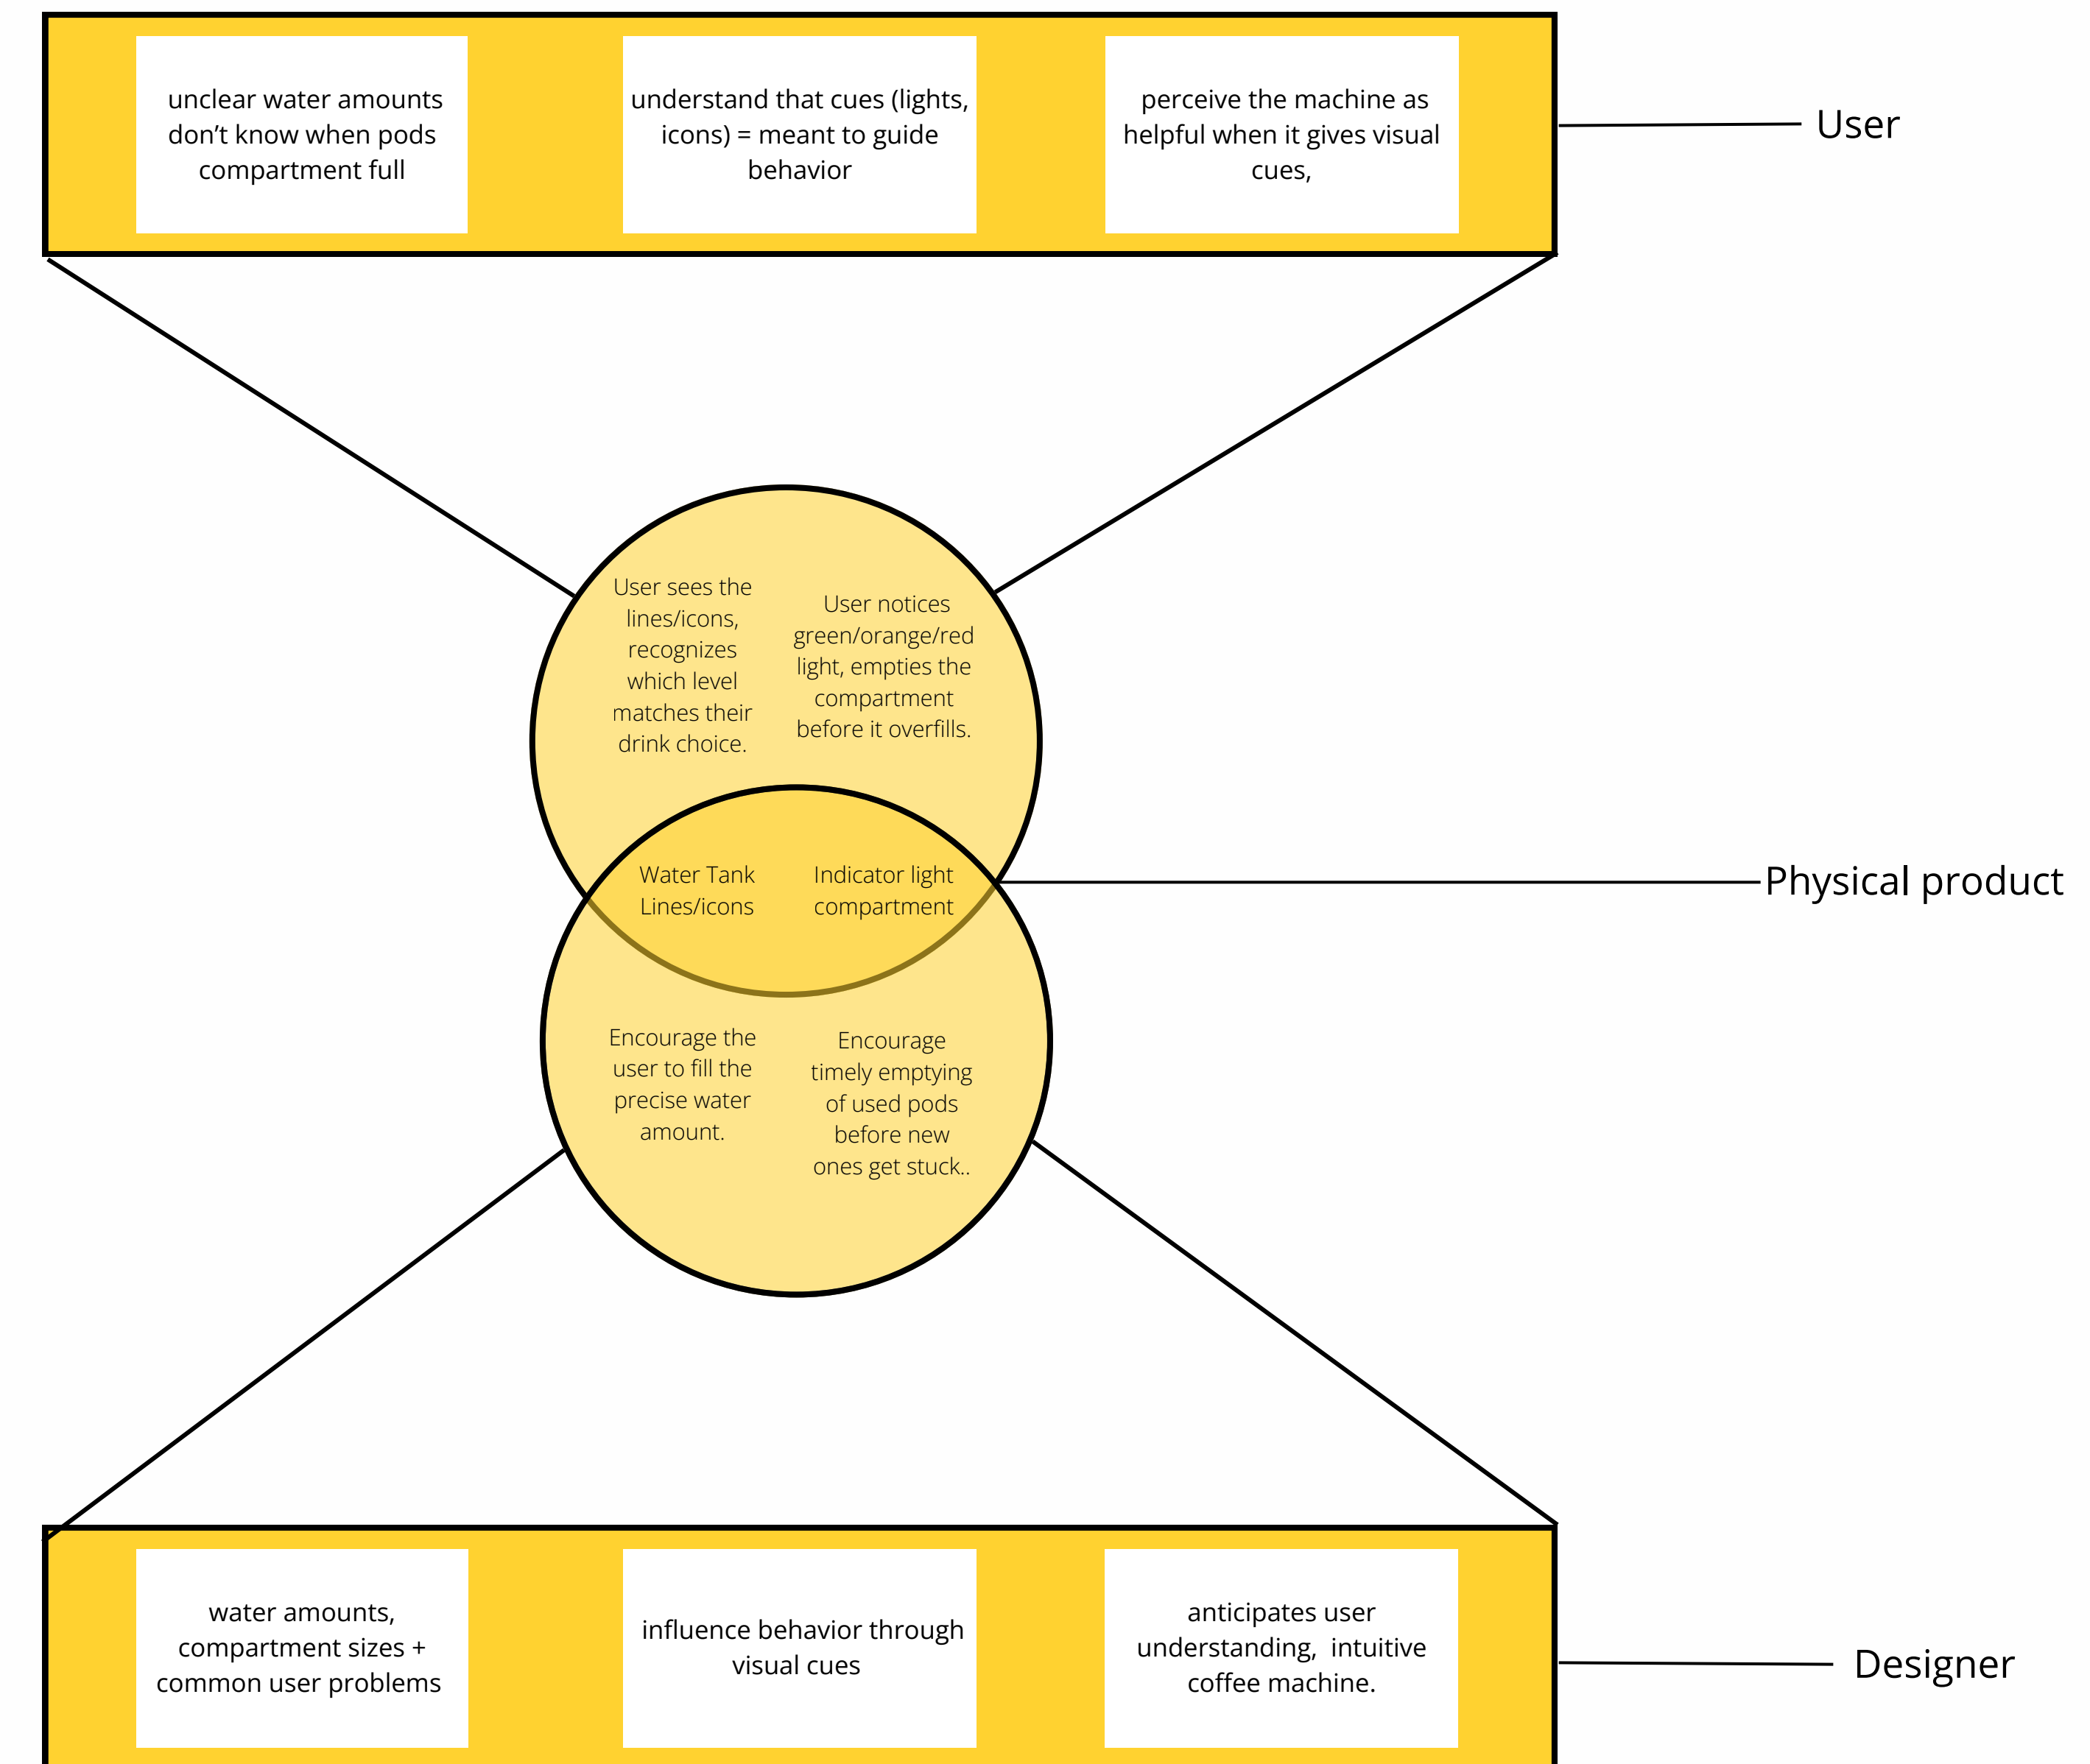 unclear water amounts
don’t know when pods
compartment full
understand that cues (lights,
icons) = meant to guide
behavior
perceive the machine as
helpful when it gives visual
cues,
User
User sees the
lines/icons,
recognizes
which level
matches their
drink choice.
User notices
green/orange/red
light, empties the
compartment
before it overfills.
Water Tank
Lines/icons
Indicator light
compartment
Physical product
Encourage the
user to fill the
precise water
amount.
Encourage
timely emptying
of used pods
before new
ones get stuck..
water amounts,
compartment sizes +
common user problems
influence behavior through
visual cues
anticipates user
understanding,  intuitive
coffee machine.
Designer